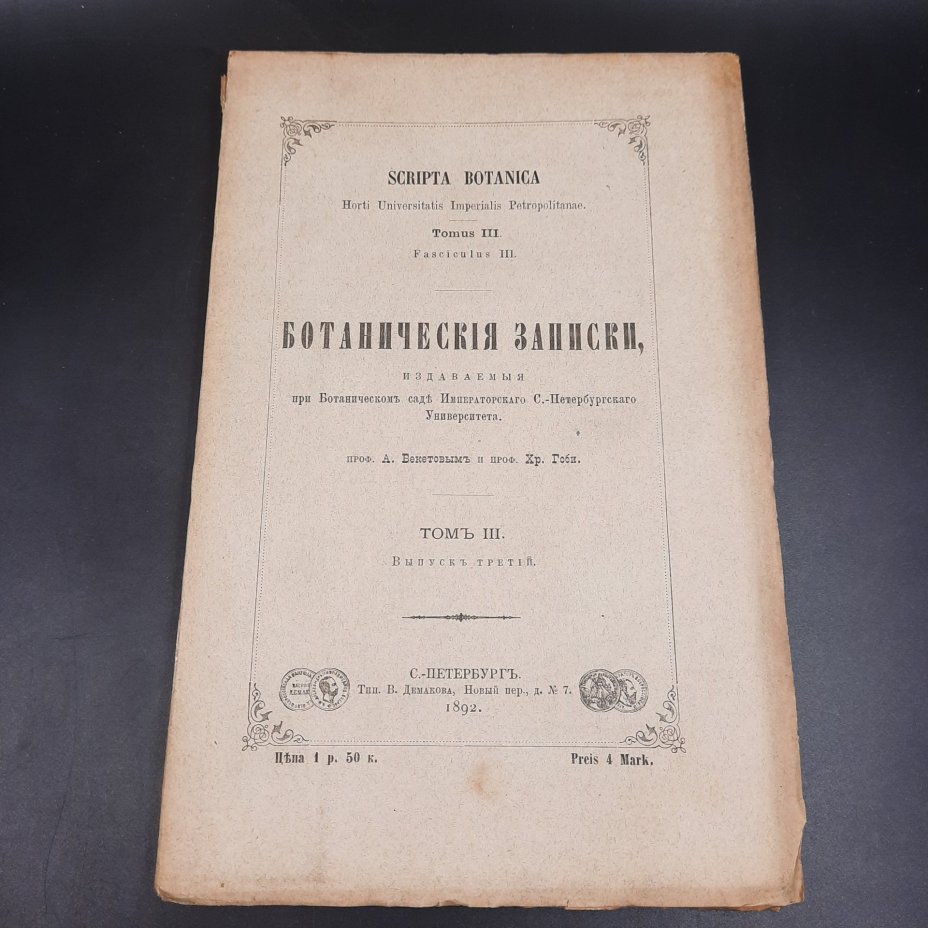 SCRIPTA BOTANICA
Horti Universitatis Imperialis Petropolitanae.
Tomus III.
Fasciculus III.
БОТАНИЧЕСКІЯ ЗАПИСКИ,
ИЗДАВАЕМЫЯ
при Ботаническомъ садѣ Императорскаго С.-Петербургскаго
Университета.
проф. А. Бекетовымъ и проф. Хр. Гоби.
ТОМЪ III.
Выпускъ третій.
С.-ПЕТЕРБУРГЪ.
Тип. В. Демакова, Новый пер., д. № 7.
1892.
Цѣна 1 р. 50 к.
Preis 4 Mark.